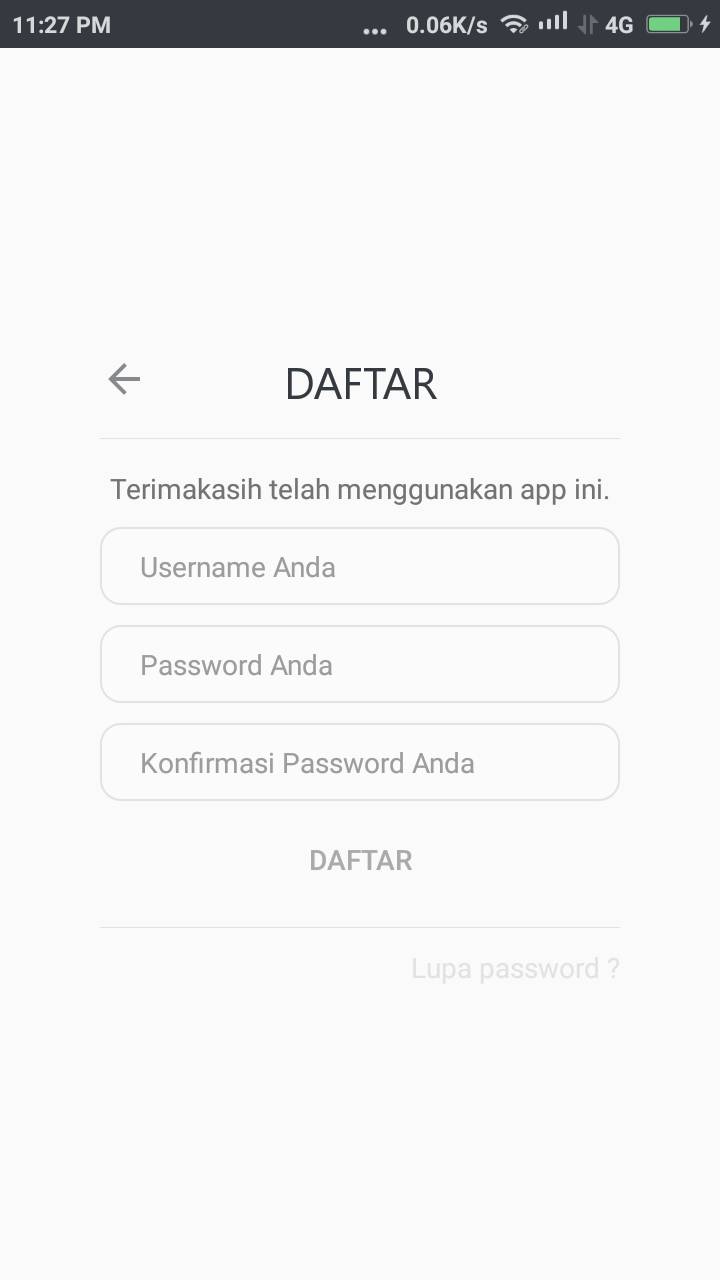 11:27 PM ... 0.06K/s 4G
DAFTAR
Terimakasih telah menggunakan app ini.
Username Anda
Password Anda
Konfirmasi Password Anda
DAFTAR
Lupa password ?